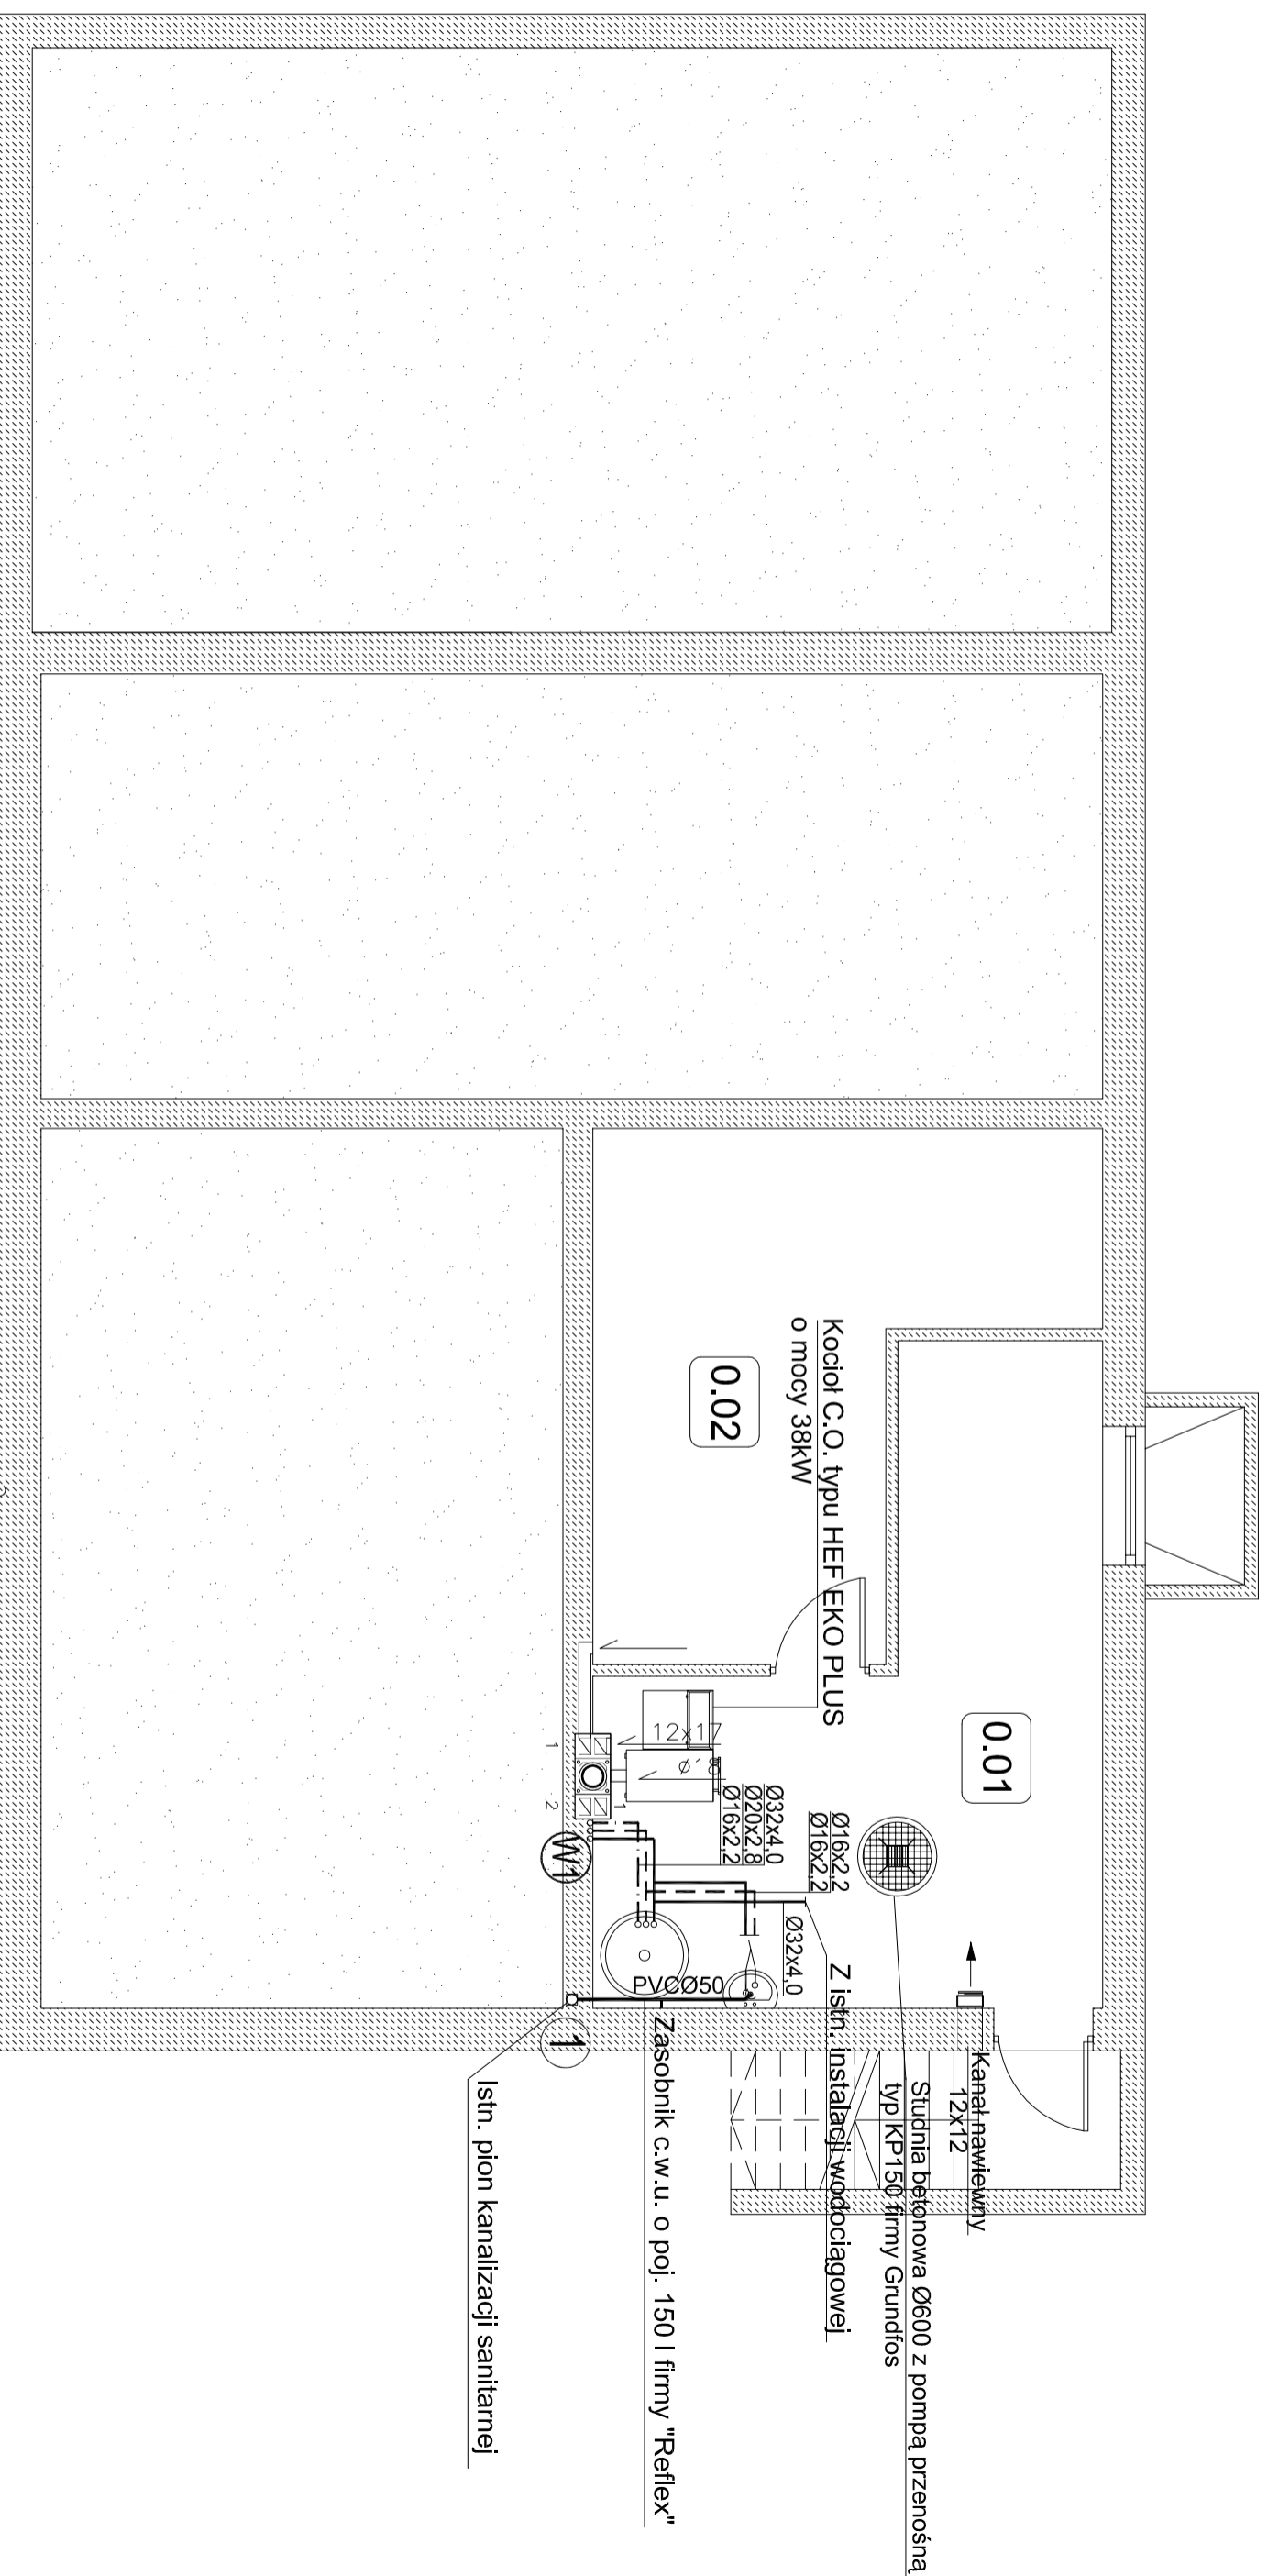 Kanał nawiewny
12x12
Studnia betonowa Ø600 z pompą przenośną
typ KP150 firmy Grundfos
0.01
Z istn. instalacji wodociągowej
Kocioł C.O. typu HEF EKO PLUS
o mocy 38kW
0.02
Ø16x2,2
Ø16x2,2
Ø32x4,0
Ø32x4,0
Ø20x2,8
Ø16x2,2
12x17
ø18
PVCØ50
Zasobnik c.w.u. o poj. 150 l firmy "Reflex"
1
1
2
W1
1
Istn. pion kanalizacji sanitarnej